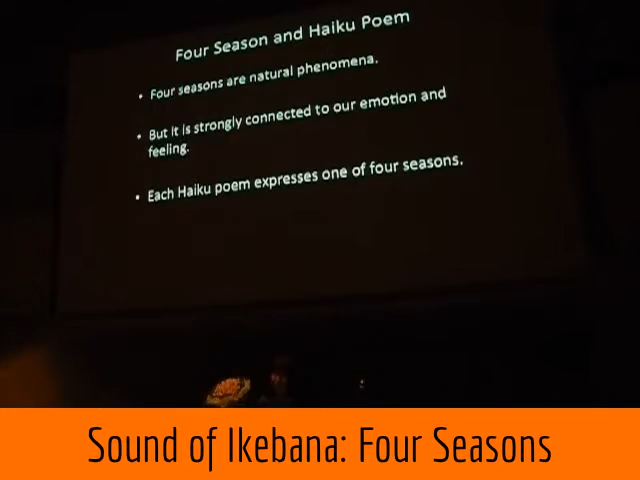 Four Season and Haiku Poem
• Four seasons are natural phenomena.
• But it is strongly connected to our emotion and
feeling.
• Each Haiku poem expresses one of four seasons.
Sound of Ikebana: Four Seasons